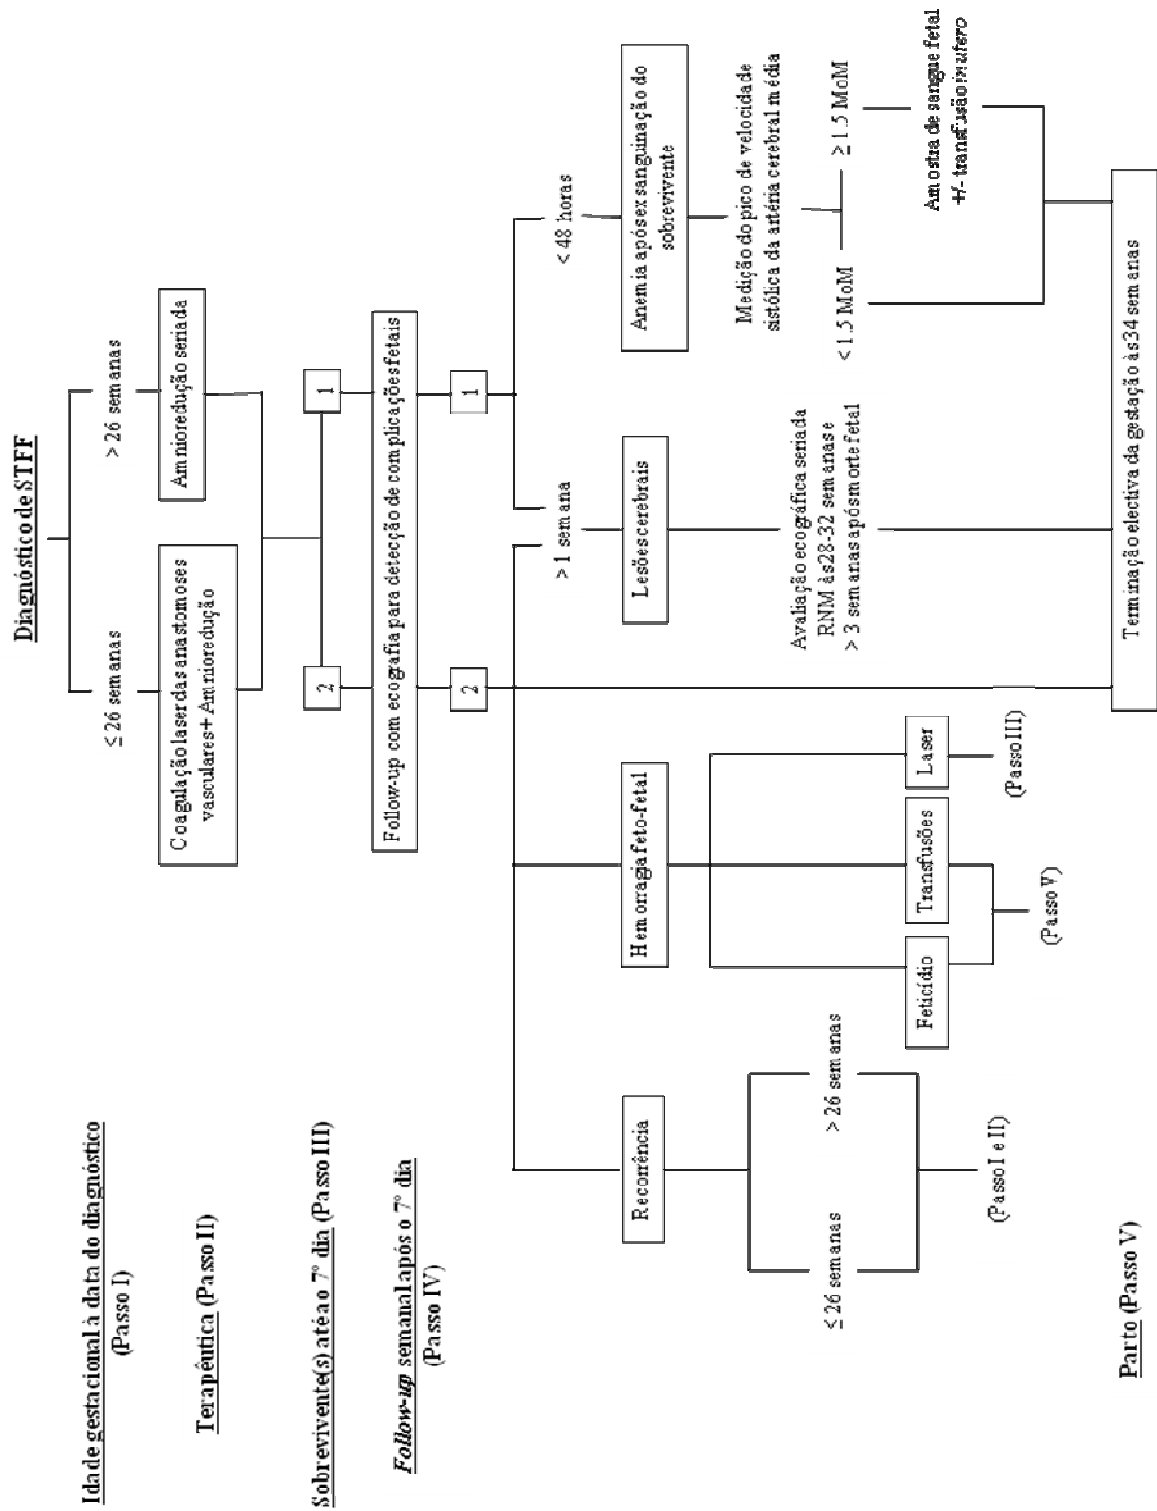 Diagnóstico de STFF
Idade gestacional à data do diagnóstico
(Passo I)
≤ 26 semanas
> 26 semanas
Terapêutica (Passo II)
Coagulação laser das anastomoses
vasculares + Amnioredução
Amnioredução seriada
Sobrevivente(s) até ao 7º dia (Passo III)
2
1
Follow-up semanal após o 7º dia
(Passo IV)
Follow-up com ecografia para detecção de complicações fetais
2
1
> 1 semana
< 48 horas
Recorrência
Hemorragia feto-fetal
Lesões cerebrais
Anemia após exsanguinação do
sobrevivente
Avaliação ecográfica seriada
RNM às 28-32 semanas e
> 3 semanas após morte fetal
Medição do pico de velocidade
sistólica da artéria cerebral média
≤ 26 semanas
> 26 semanas
< 1.5 MoM
≥ 1.5 MoM
Feticídio
Transfusões
Laser
Amostra de sangue fetal
+/- transfusão in utero
(Passo I e II)
(Passo V)
(Passo III)
Parto (Passo V)
Terminação electiva da gestação às 34 semanas